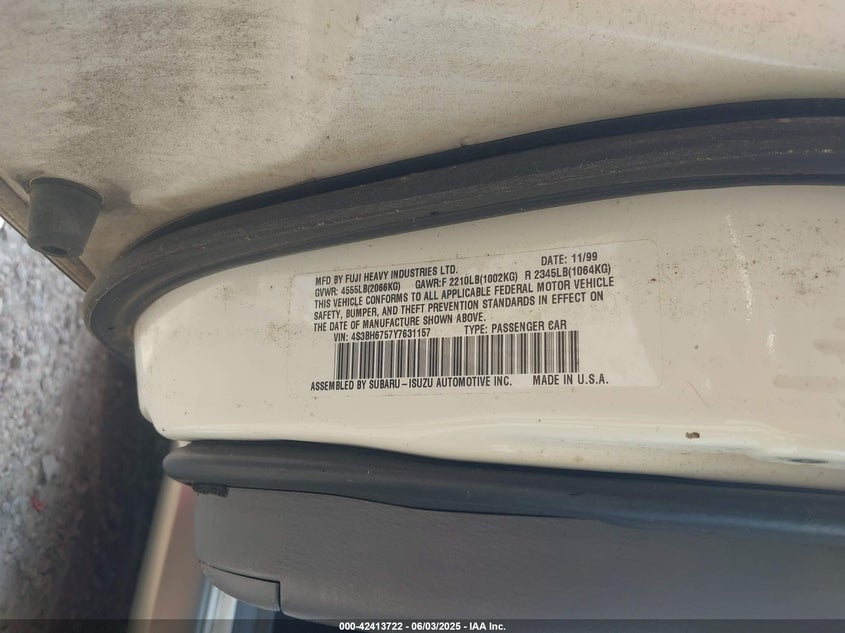 MFD BY FUJI HEAVY INDUSTRIES LTD. DATE: 11/99
GVWR: 4555LB(2066KG) GAWR:F 2210LB(1002KG) R 2345LB(1064KG)
THIS VEHICLE CONFORMS TO ALL APPLICABLE FEDERAL MOTOR VEHICLE
SAFETY, BUMPER, AND THEFT PREVENTION STANDARDS IN EFFECT ON
THE DATE OF MANUFACTURE SHOWN ABOVE.
VIN: 4S3BH6757Y7631157 TYPE: PASSENGER CAR
ASSEMBLED BY SUBARU-ISUZU AUTOMOTIVE INC. MADE IN U.S.A.
000-42413722 - 06/03/2025 - IAA Inc.